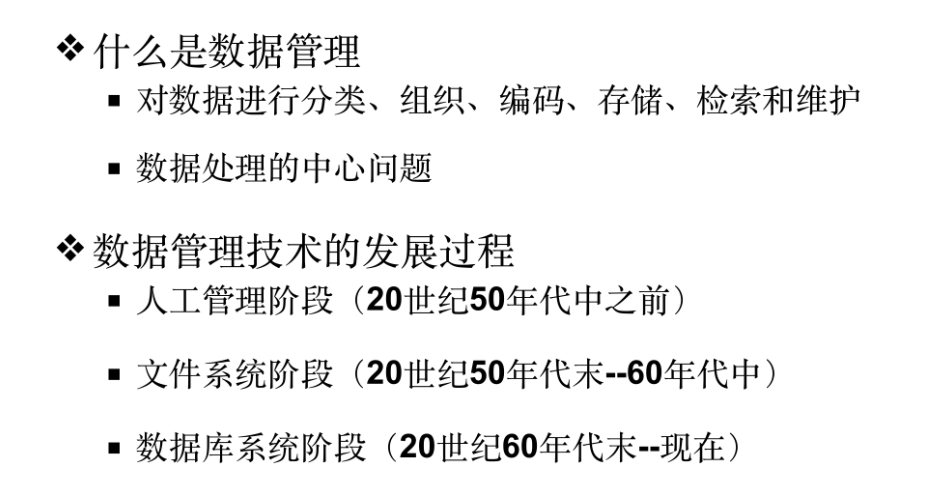 ❖ 什么是数据管理
▪ 对数据进行分类、组织、编码、存储、检索和维护
▪ 数据处理的中心问题
❖ 数据管理技术的发展过程
▪ 人工管理阶段（20世纪50年代中之前）
▪ 文件系统阶段（20世纪50年代末--60年代中）
▪ 数据库系统阶段（20世纪60年代末--现在）